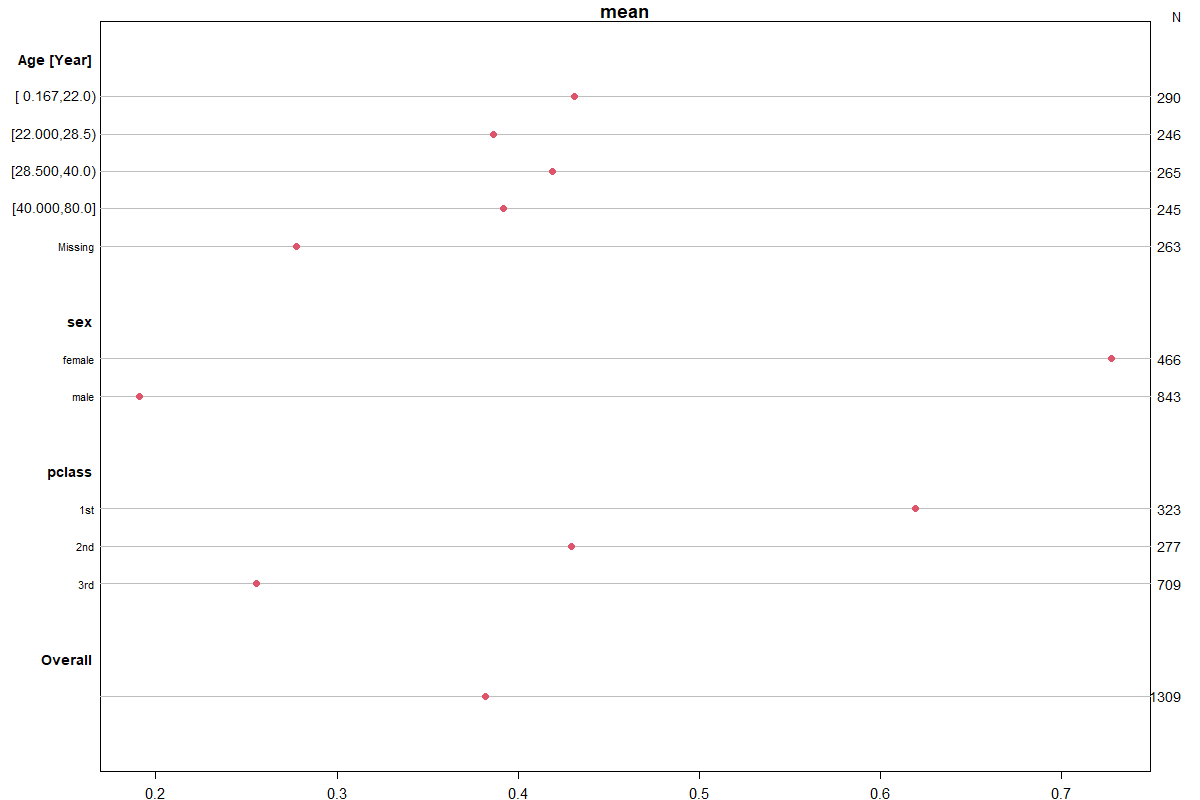 mean
N
Age [Year]
[ 0.167,22.0) 290
[22.000,28.5) 246
[28.500,40.0) 265
[40.000,80.0] 245
Missing 263
sex
female 466
male 843
pclass
1st 323
2nd 277
3rd 709
Overall
1309
0.2 0.3 0.4 0.5 0.6 0.7